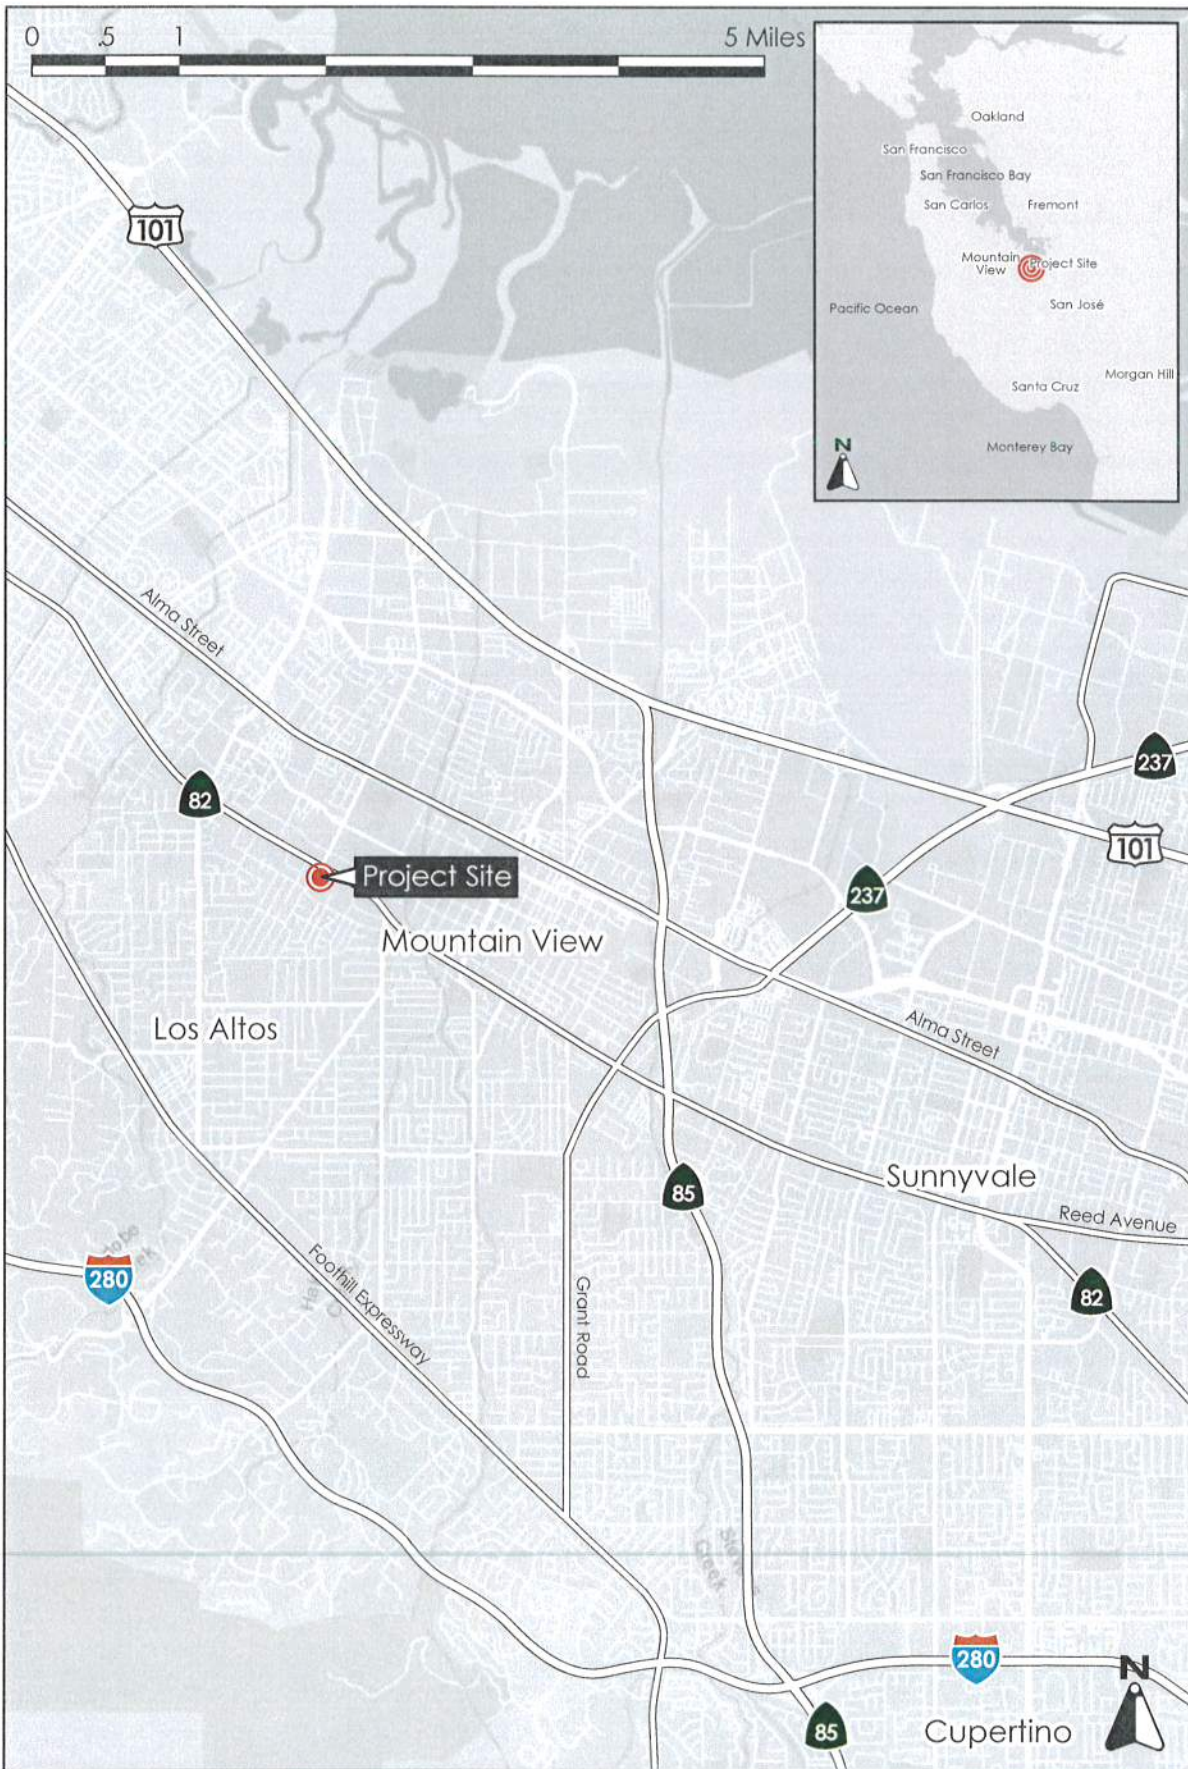 0 .5 1 5 Miles
Oakland
San Francisco
San Francisco Bay
San Carlos
Fremont
Mountain
View
Project Site
Pacific Ocean
San José
Morgan Hill
Santa Cruz
N
Monterey Bay
101
Alma Street
237
82
101
Project Site
237
Mountain View
Los Altos
Alma Street
Sunnyvale
85
Reed Avenue
280
Foothill Expressway
Grant Road
82
Creek
280
N
85
Cupertino